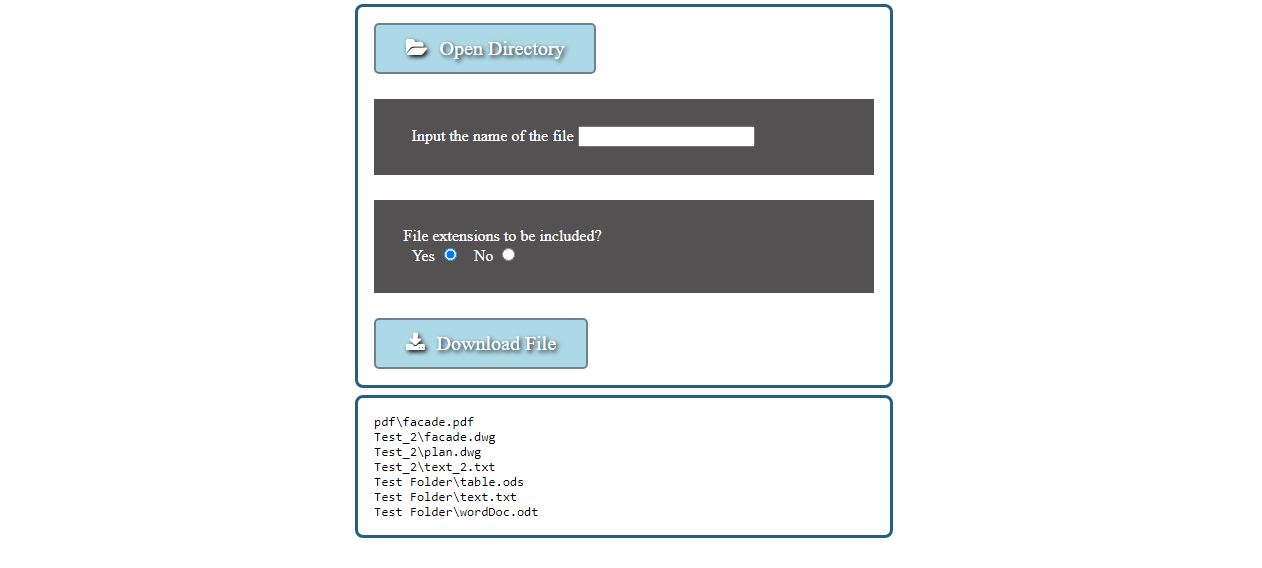 Open Directory
Input the name of the file
File extensions to be included?
Yes No
Download File
pdf\facade.pdf
Test_2\facade.dwg
Test_2\plan.dwg
Test_2\text_2.txt
Test Folder\table.ods
Test Folder\text.txt
Test Folder\wordDoc.odt